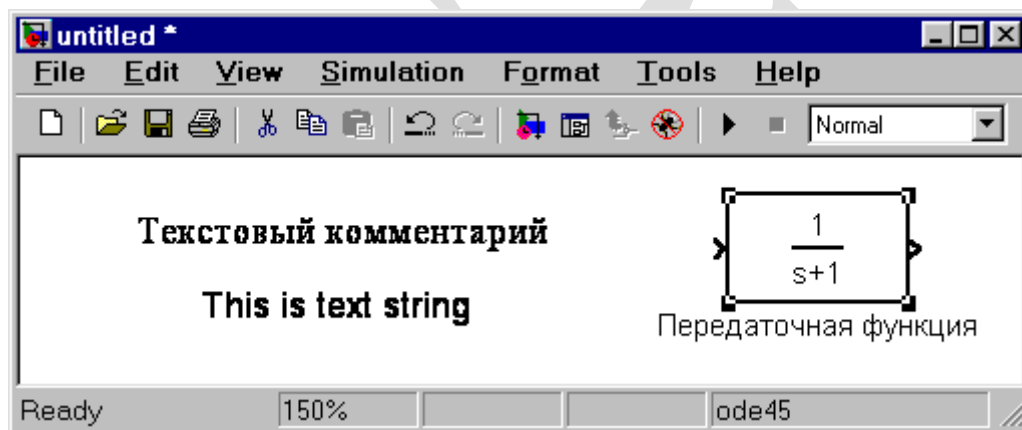 untitled *
File Edit View Simulation Format Tools Help
Normal
Текстовый комментарий
This is text string
1
s+1
Передаточная функция
Ready 150% ode45